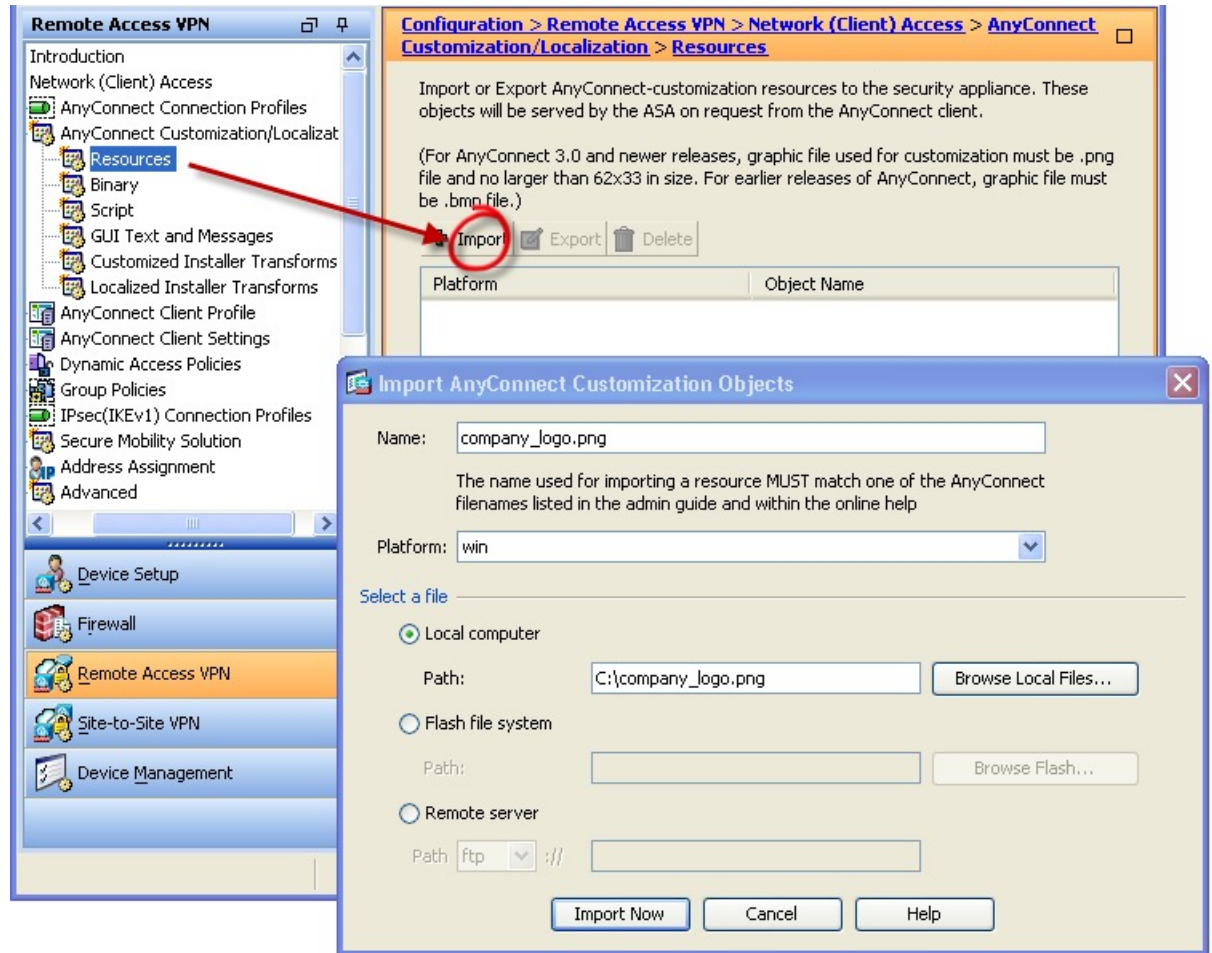 Remote Access VPN
Introduction
Network (Client) Access
AnyConnect Connection Profiles
AnyConnect Customization/Localizat
Resources
Binary
Script
GUI Text and Messages
Customized Installer Transforms
Localized Installer Transforms
AnyConnect Client Profile
AnyConnect Client Settings
Dynamic Access Policies
Group Policies
IPsec(IKEv1) Connection Profiles
Secure Mobility Solution
Address Assignment
Advanced
Device Setup
Firewall
Remote Access VPN
Site-to-Site VPN
Device Management
Configuration > Remote Access VPN > Network (Client) Access > AnyConnect
Customization/Localization > Resources
Import or Export AnyConnect-customization resources to the security appliance. These
objects will be served by the ASA on request from the AnyConnect client.
(For AnyConnect 3.0 and newer releases, graphic file used for customization must be .png
file and no larger than 62x33 in size. For earlier releases of AnyConnect, graphic file must
be .bmp file.)
Import Export Delete
Platform Object Name
Import AnyConnect Customization Objects
Name: company_logo.png
The name used for importing a resource MUST match one of the AnyConnect
filenames listed in the admin guide and within the online help
Platform: win
Select a file
Local computer
Path: C:\company_logo.png Browse Local Files...
Flash file system
Path: Browse Flash...
Remote server
Path ftp ://
Import Now Cancel Help